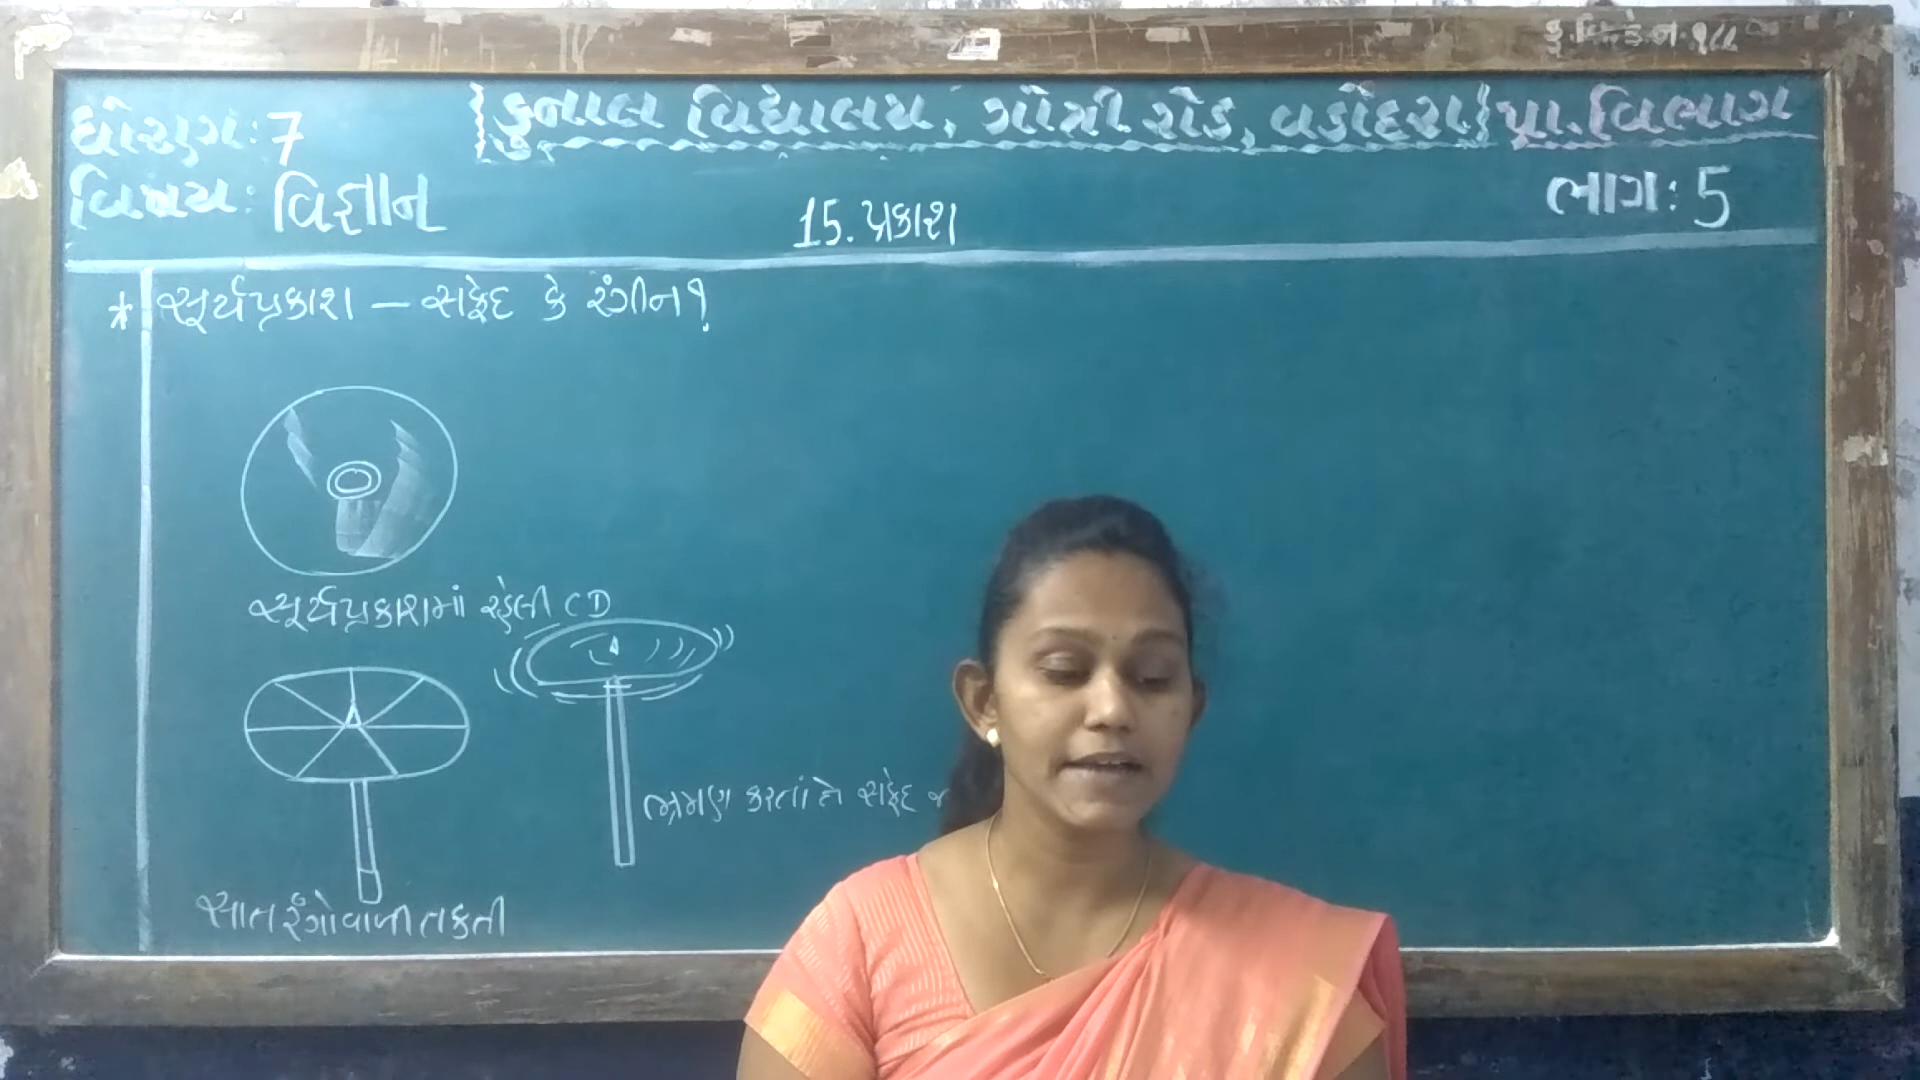 ધોરણ: 7
કુનાલ વિદ્યાલય, ગોત્રી રોડ, વડોદરા પ્રા. વિભાગ
વિષય: વિજ્ઞાન
15. પ્રકાશ
ભાગ: 5
* સૂર્યપ્રકાશ – સફેદ કે રંગીન?
સૂર્યપ્રકાશમાં રહેલી CD
ભ્રમણ કરતાં તે સફેદ
સાત રંગોવાળી તકતી